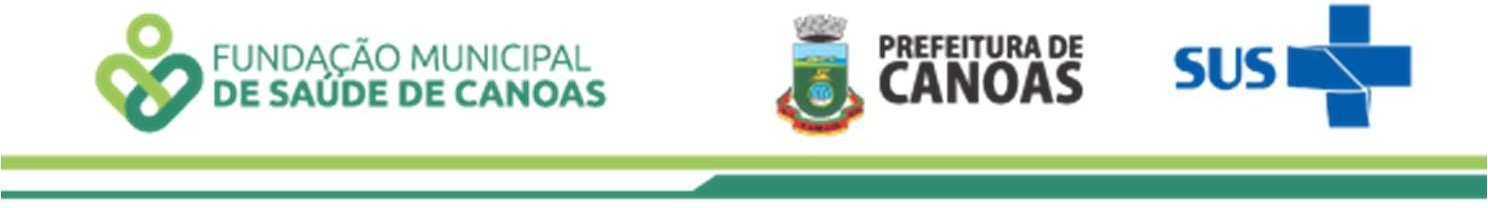 FUNDAÇÃO MUNICIPAL
DE SAÚDE DE CANOAS
PREFEITURA DE
CANOAS
SUS